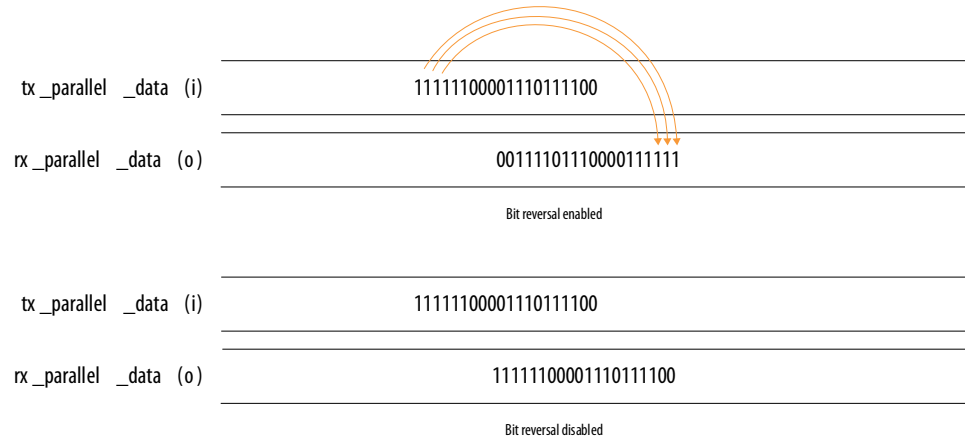 tx _parallel _data (i)
11111100001110111100
rx _parallel _data (o)
00111101110000111111
Bit reversal enabled
tx _parallel _data (i)
11111100001110111100
rx _parallel _data (o)
11111100001110111100
Bit reversal disabled